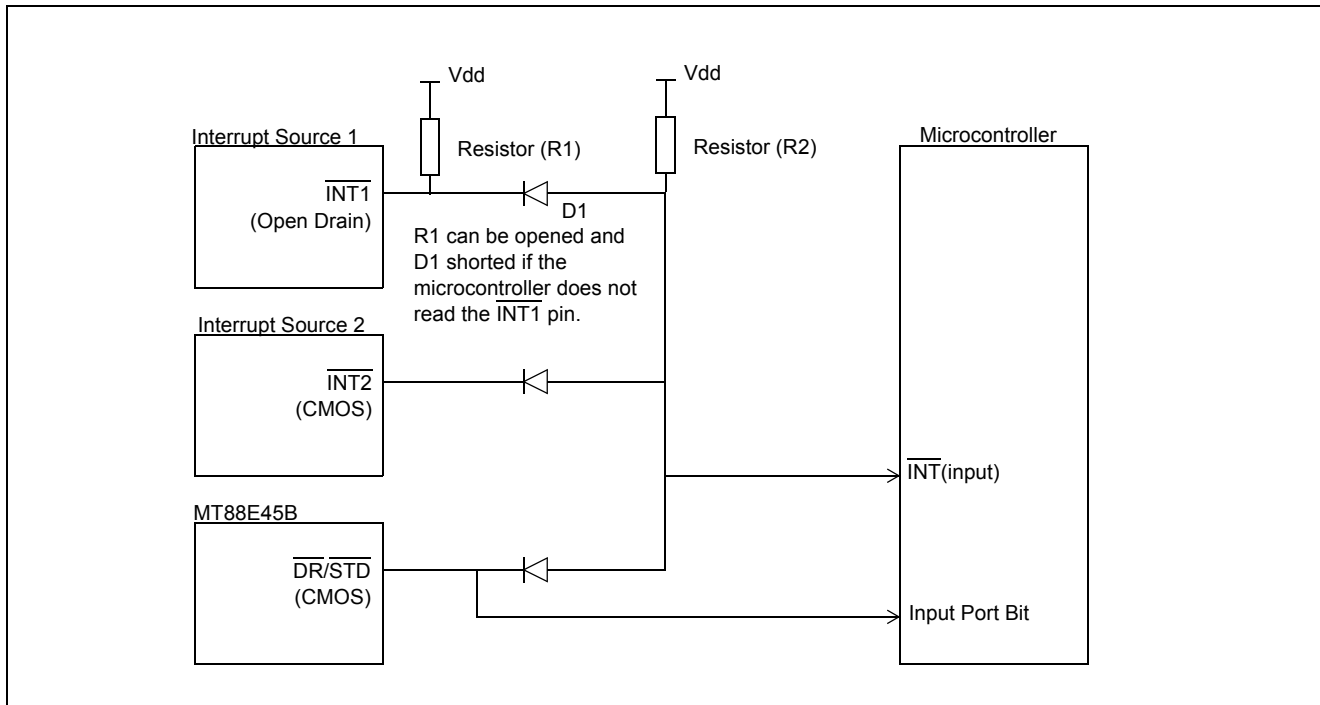 Vdd
Vdd
Interrupt Source 1
Resistor (R1)
Resistor (R2)
Microcontroller
INT1
(Open Drain)
D1
R1 can be opened and
D1 shorted if the
microcontroller does not
read the INT1 pin.
Interrupt Source 2
INT2
(CMOS)
INT(input)
MT88E45B
DR/STD
(CMOS)
Input Port Bit